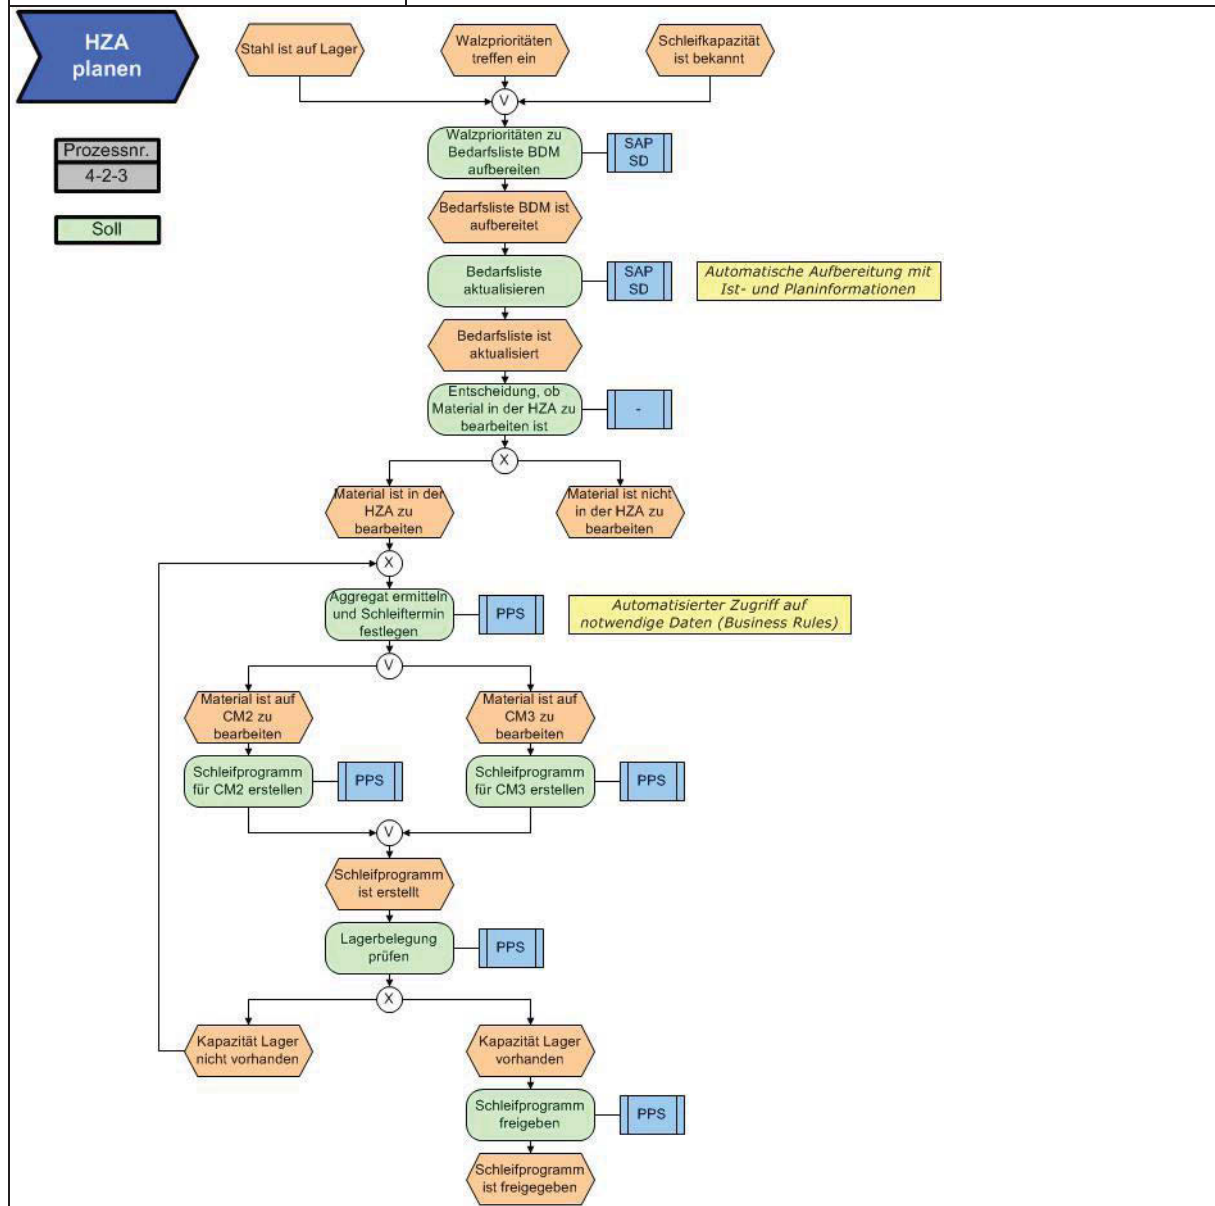 HZA
planen
Stahl ist auf Lager
Walzprioritäten
treffen ein
Schleifkapazität
ist bekannt
V
Prozessnr.
4-2-3
Soll
Walzprioritäten zu
Bedarfsliste BDM
aufbereiten
SAP
SD
Bedarfsliste BDM ist
aufbereitet
Bedarfsliste
aktualisieren
SAP
SD
Automatische Aufbereitung mit
Ist- und Planinformationen
Bedarfsliste ist
aktualisiert
Entscheidung, ob
Material in der HZA zu
bearbeiten ist
-
X
Material ist in der
HZA zu
bearbeiten
Material ist nicht
in der HZA zu
bearbeiten
X
Aggregat ermitteln
und Schleiftermin
festlegen
PPS
Automatisierter Zugriff auf
notwendige Daten (Business Rules)
V
Material ist auf
CM2 zu
bearbeiten
Material ist auf
CM3 zu
bearbeiten
Schleifprogramm
für CM2 erstellen
PPS
Schleifprogramm
für CM3 erstellen
PPS
V
Schleifprogramm
ist erstellt
Lagerbelegung
prüfen
PPS
X
Kapazität Lager
nicht vorhanden
Kapazität Lager
vorhanden
Schleifprogramm
freigeben
PPS
Schleifprogramm
ist freigegeben